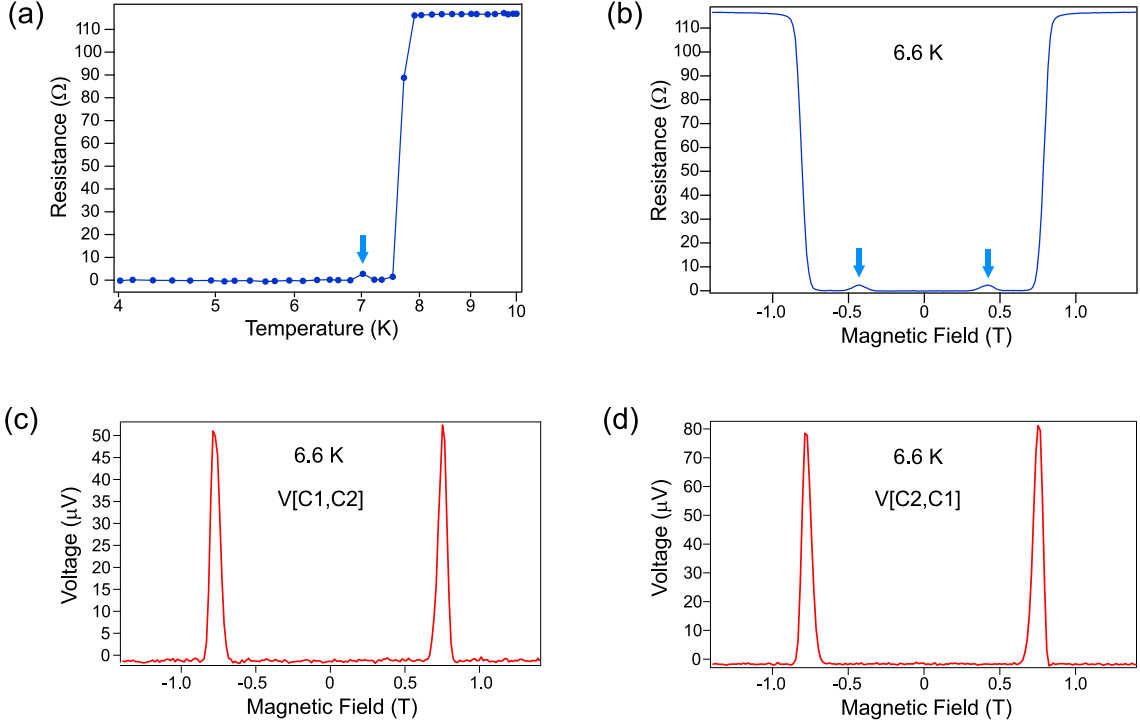 (a)
Resistance (Ω)
110
100
90
80
70
60
50
40
30
20
10
0
4 5 6 7 8 9 10
Temperature (K)
(b)
6.6 K
Resistance (Ω)
110
100
90
80
70
60
50
40
30
20
10
0
-1.0 -0.5 0 0.5 1.0
Magnetic Field (T)
(c)
6.6 K
V[C1,C2]
Voltage (μV)
50
45
40
35
30
25
20
15
10
5
0
-1.0 -0.5 0 0.5 1.0
Magnetic Field (T)
(d)
6.6 K
V[C2,C1]
Voltage (μV)
80
70
60
50
40
30
20
10
0
-1.0 -0.5 0 0.5 1.0
Magnetic Field (T)